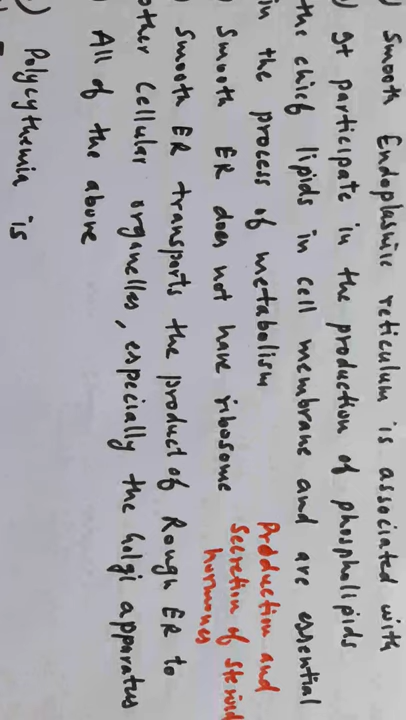 ) Smooth Endoplasmic reticulum is associated with
) It participate in the production of phospholipids
the chief lipids in cell membrane and are essential
in the process of metabolism
) Smooth ER does not have ribosome
Production and
Secretion of Steroid
hormones
) Smooth ER transports the product of Rough ER to
other cellular organelles, especially the Golgi apparatus
) All of the above
) Polycythemia is